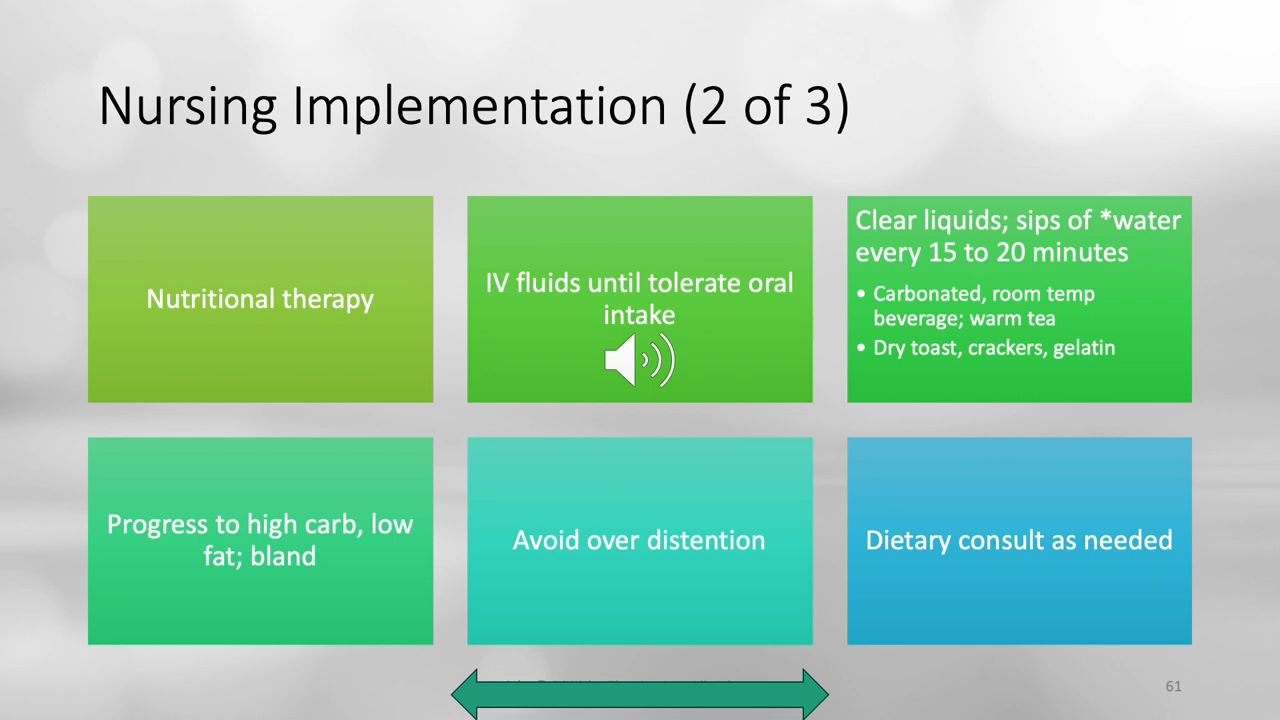 Nursing Implementation (2 of 3)
Nutritional therapy
IV fluids until tolerate oral
intake
Clear liquids; sips of *water
every 15 to 20 minutes
• Carbonated, room temp
beverage; warm tea
• Dry toast, crackers, gelatin
Progress to high carb, low
fat; bland
Avoid over distention
Dietary consult as needed
61